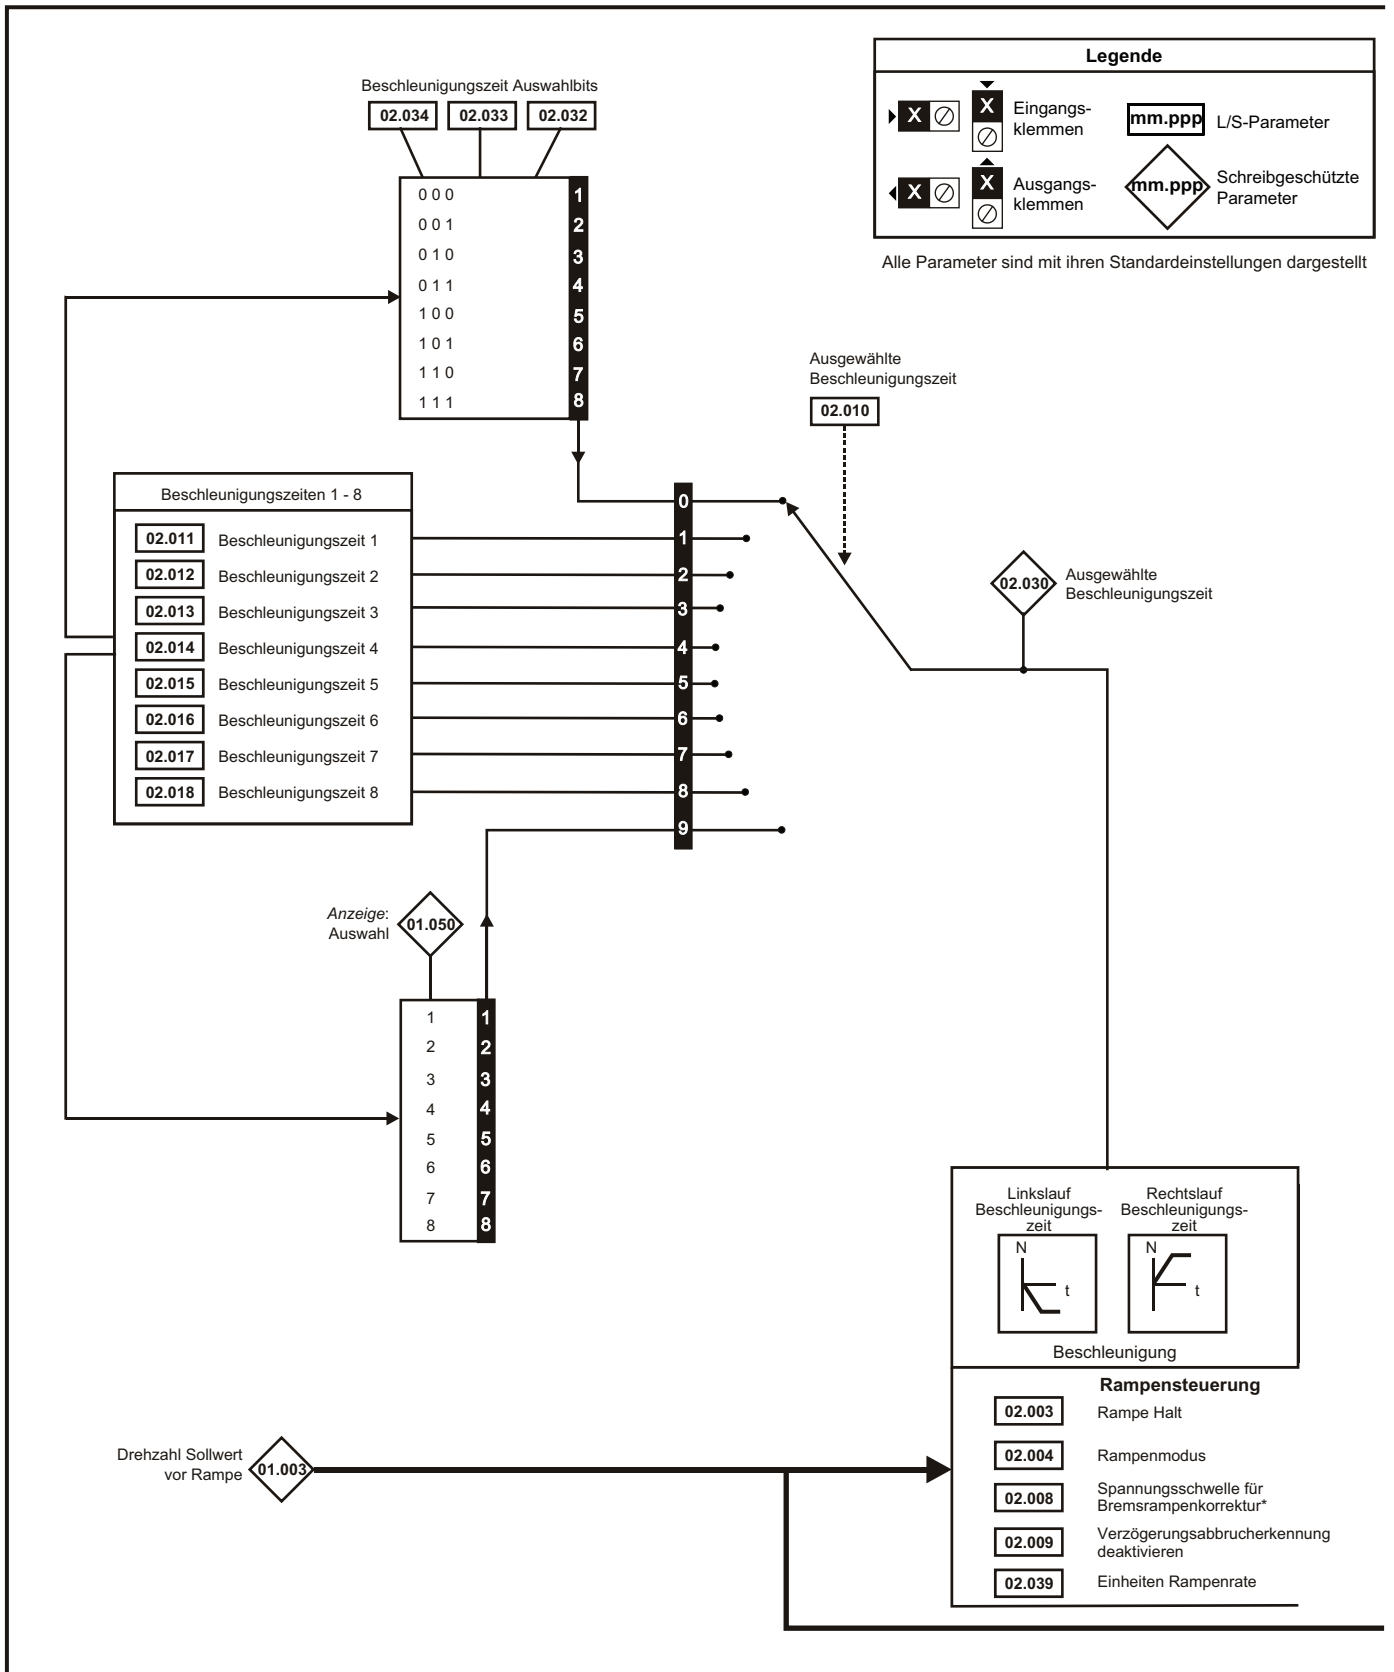 Legende
X
Eingangs-
klemmen
X
mm.ppp
L/S-Parameter
X
Ausgangs-
klemmen
X
mm.ppp
Schreibgeschützte
Parameter
Alle Parameter sind mit ihren Standardeinstellungen dargestellt
Beschleunigungszeit Auswahlbits
02.034 02.033 02.032
0 0 0 1
0 0 1 2
0 1 0 3
0 1 1 4
1 0 0 5
1 0 1 6
1 1 0 7
1 1 1 8
Ausgewählte
Beschleunigungszeit
02.010
Beschleunigungszeiten 1 - 8
02.011 Beschleunigungszeit 1
02.012 Beschleunigungszeit 2
02.013 Beschleunigungszeit 3
02.014 Beschleunigungszeit 4
02.015 Beschleunigungszeit 5
02.016 Beschleunigungszeit 6
02.017 Beschleunigungszeit 7
02.018 Beschleunigungszeit 8
0
1
2
3
4
5
6
7
8
9
02.030
Ausgewählte
Beschleunigungszeit
Anzeige:
Auswahl
01.050
1 1
2 2
3 3
4 4
5 5
6 6
7 7
8 8
Linkslauf
Beschleunigungs-
zeit
N
t
Rechtslauf
Beschleunigungs-
zeit
N
t
Beschleunigung
Rampensteuerung
02.003 Rampe Halt
02.004 Rampenmodus
02.008 Spannungsschwelle für
Bremsrampenkorrektur*
02.009 Verzögerungsabbrucherkennung
deaktivieren
02.039 Einheiten Rampenrate
Drehzahl Sollwert
vor Rampe
01.003